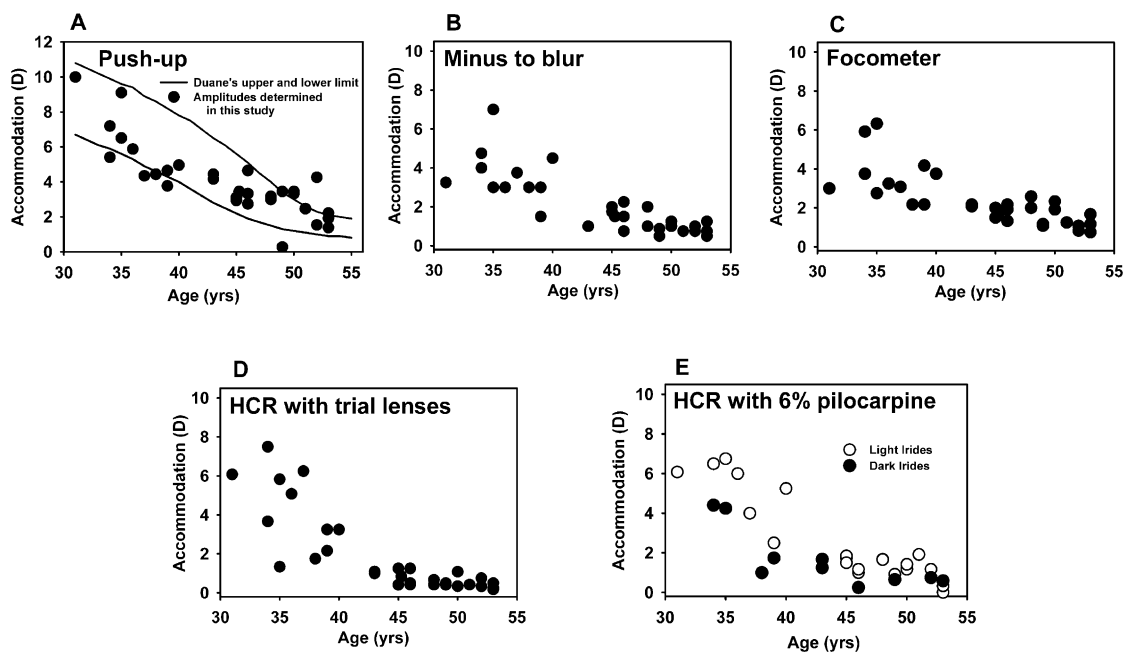 A
Push-up
Duane's upper and lower limit
Amplitudes determined
in this study
Accommodation (D)
12
10
8
6
4
2
0
30 35 40 45 50 55
Age (yrs)
B
Minus to blur
Accommodation (D)
10
8
6
4
2
0
30 35 40 45 50 55
Age (yrs)
C
Focometer
Accommodation (D)
10
8
6
4
2
0
30 35 40 45 50 55
Age (yrs)
D
HCR with trial lenses
Accommodation (D)
10
8
6
4
2
0
30 35 40 45 50 55
Age (yrs)
E
HCR with 6% pilocarpine
Light Irides
Dark Irides
Accommodation (D)
10
8
6
4
2
0
30 35 40 45 50 55
Age (yrs)